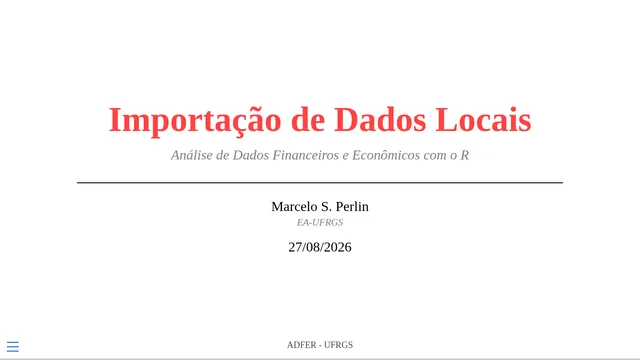 Importação de Dados Locais
Análise de Dados Financeiros e Econômicos com o R
Marcelo S. Perlin
EA-UFRGS
27/08/2026
ADFER - UFRGS